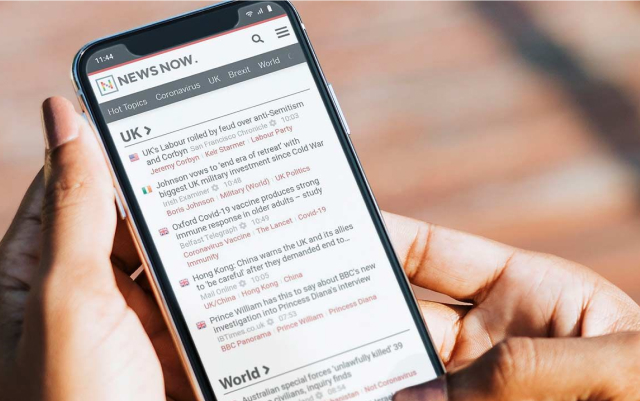 11:44
N NEWS NOW.
Hot Topics Coronavirus UK Brexit World
UK >
UK's Labour roiled by feud over anti-Semitism
and Corbyn San Francisco Chronicle 10:03
Jeremy Corbyn Keir Starmer Labour Party
Johnson vows to 'end era of retreat' with
biggest UK military investment since Cold War
Irish Examiner 10:48
Boris Johnson Military (World) UK Politics
Oxford Covid-19 vaccine produces strong
immune response in older adults – study
Belfast Telegraph 10:49
Coronavirus Vaccine The Lancet Covid-19
Immunity
Hong Kong: China warns the UK and its allies
to 'be careful' after they demanded end to...
Mail Online 10:05
UK/China Hong Kong China
Prince William has this to say about BBC's new
investigation into Princess Diana's interview
IBTimes.co.uk 07:53
BBC Panorama Prince William Princess Diana
World >
Australian special forces 'unlawfully killed' 39
civilians, inquiry finds
Not Coronavirus